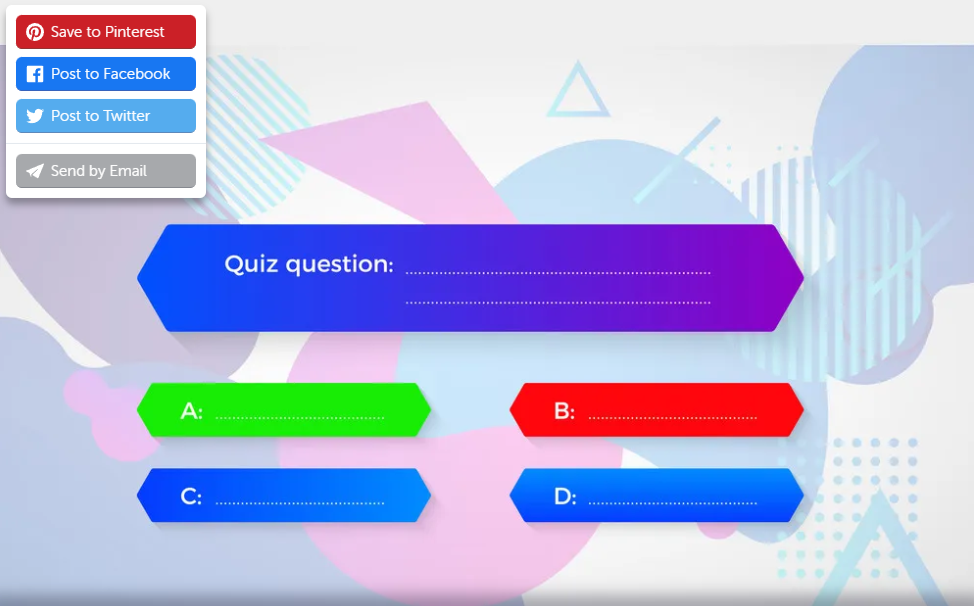 Save to Pinterest
Post to Facebook
Post to Twitter
Send by Email
Quiz question: ................................................
................................................
A: ................................
B: ................................
C: ................................
D: ................................